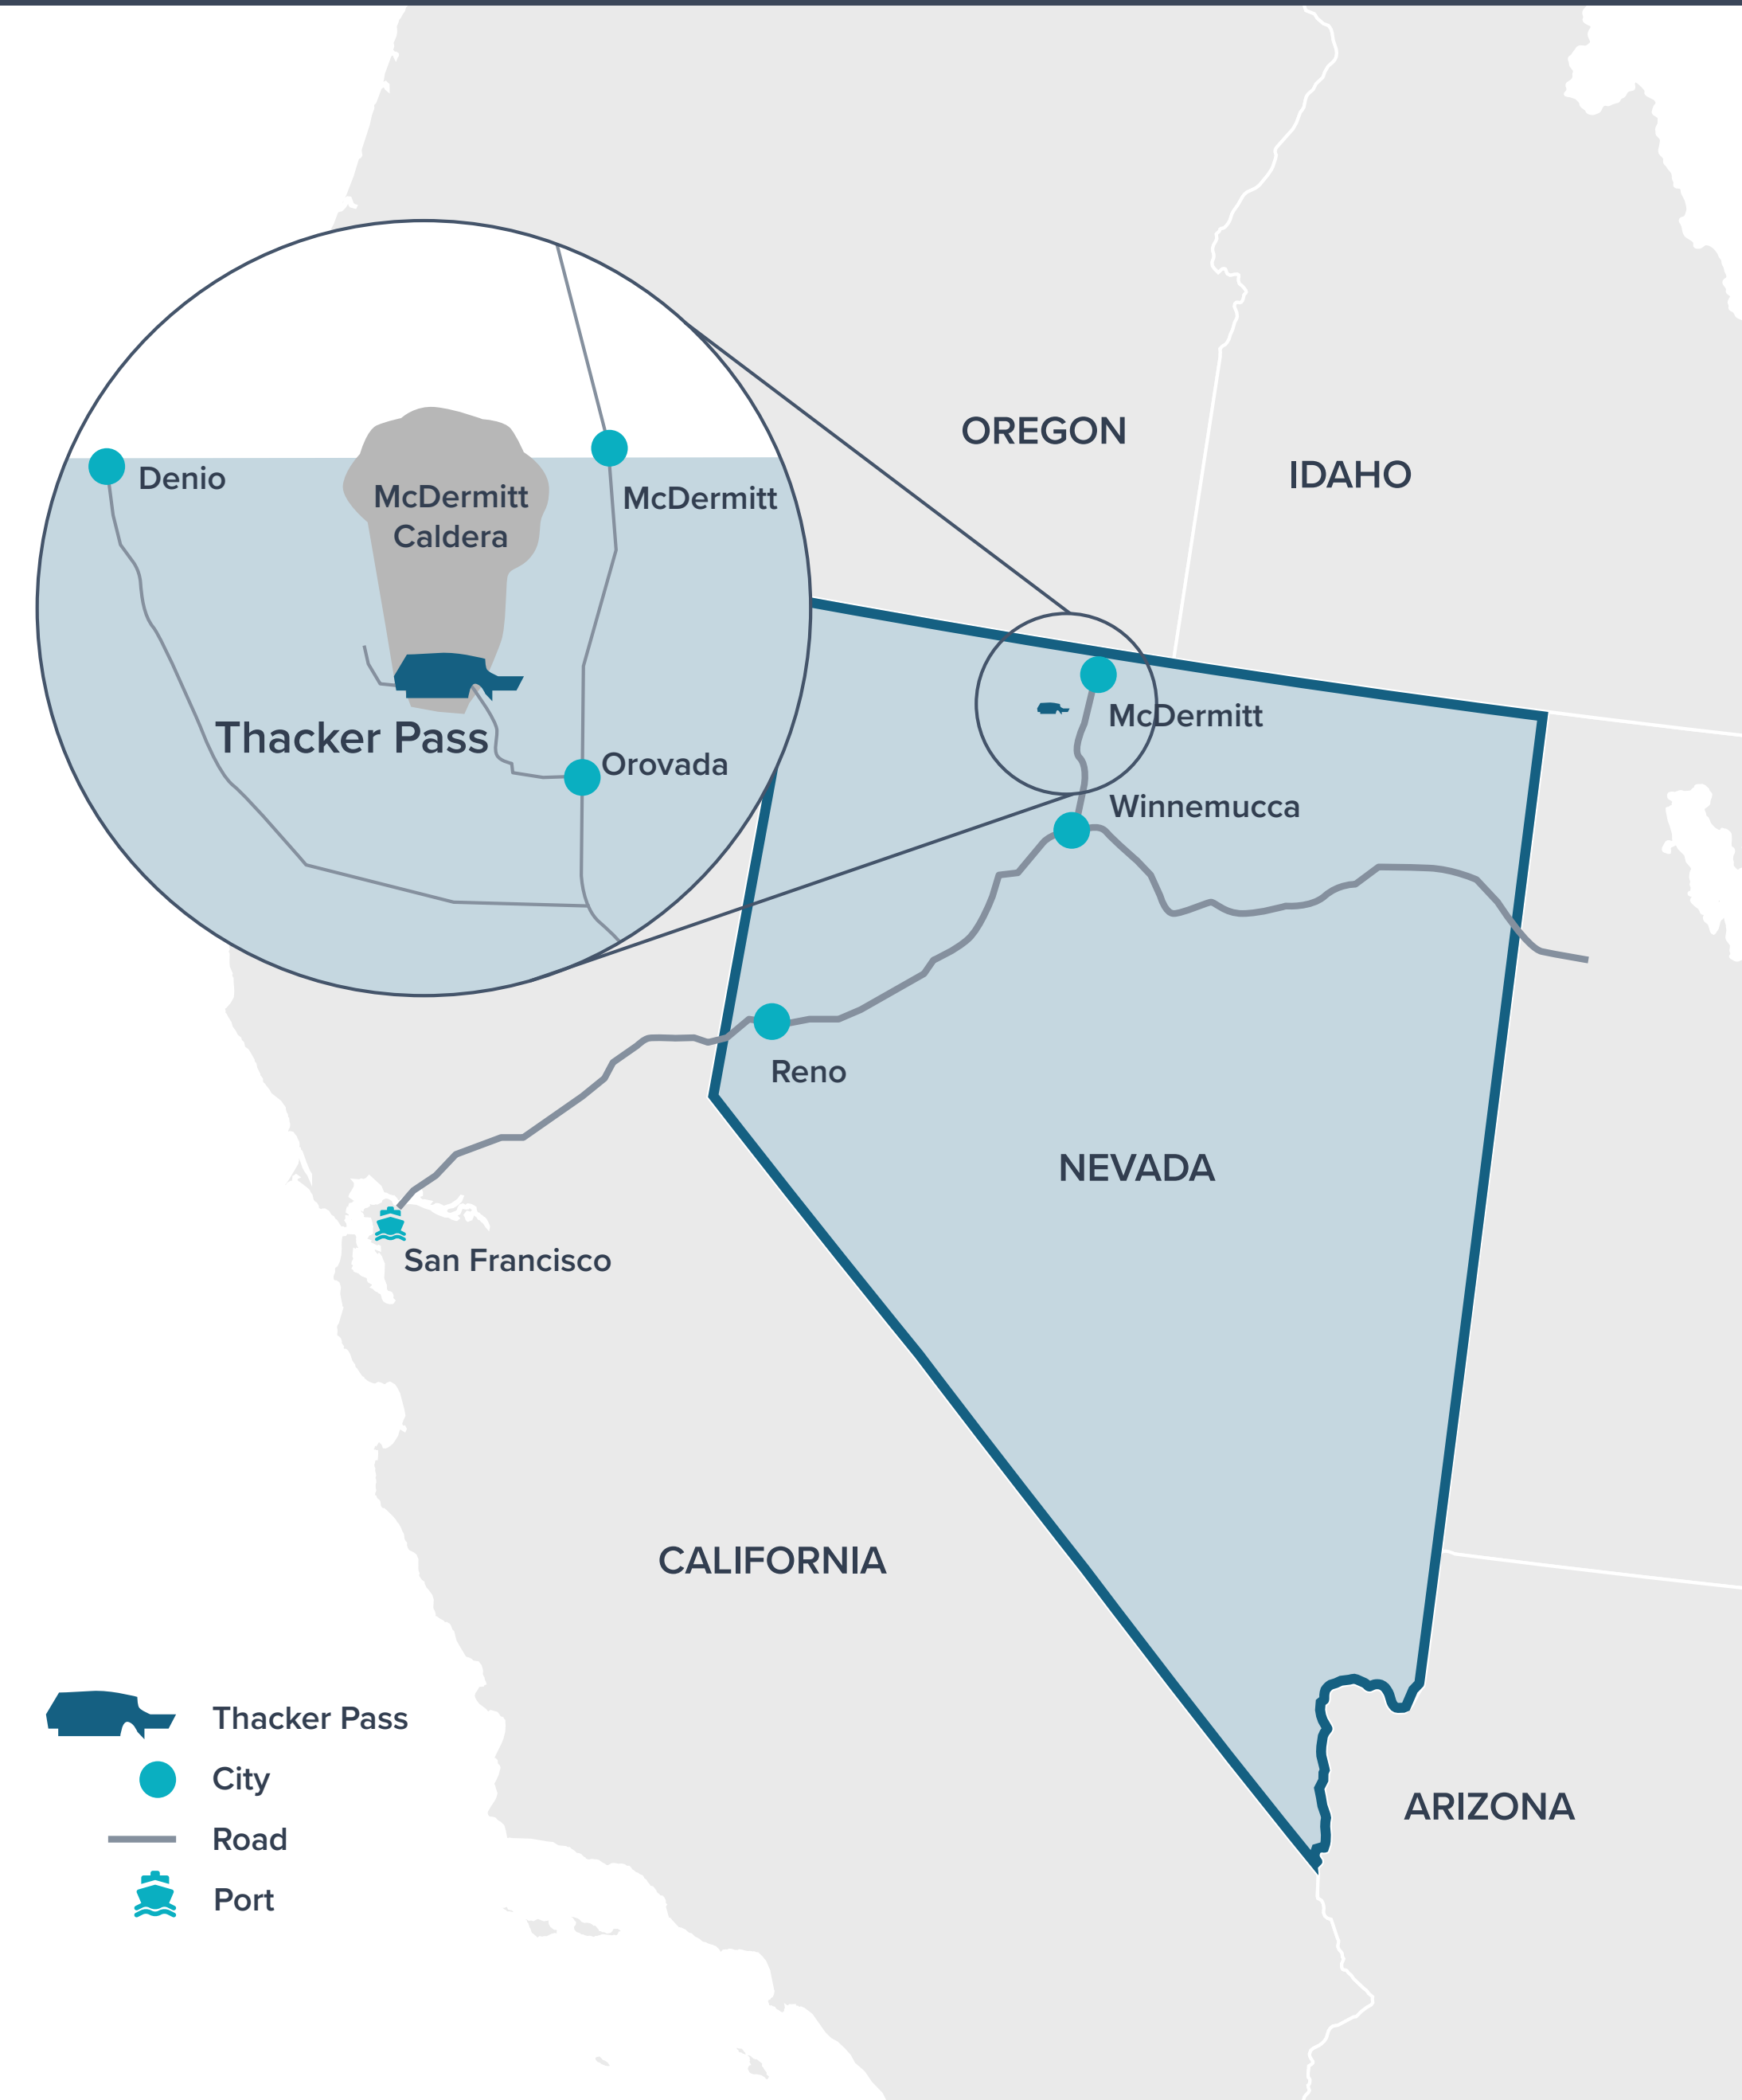 OREGON
IDAHO
Denio
McDermitt
Caldera
McDermitt
Thacker Pass
Orovada
McDermitt
Winnemucca
Reno
NEVADA
San Francisco
CALIFORNIA
ARIZONA
Thacker Pass
City
Road
Port